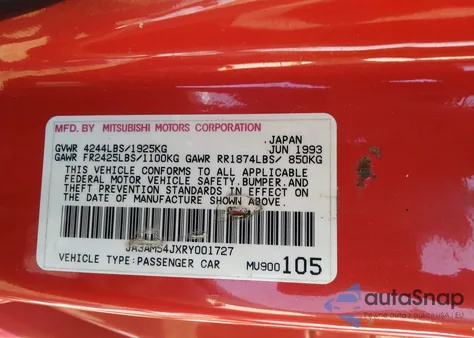 MFD. BY MITSUBISHI MOTORS CORPORATION
JAPAN
GVWR 4244LBS/1925KG JUN 1993
GAWR FR2425LBS/1100KG GAWR RR1874LBS/ 850KG
THIS VEHICLE CONFORMS TO ALL APPLICABLE
FEDERAL MOTOR VEHICLE SAFETY.BUMPER.AND
THEFT PREVENTION STANDARDS IN EFFECT ON
THE DATE OF MANUFACTURE SHOWN ABOVE.
JA3AM54JXRY001727
VEHICLE TYPE:PASSENGER CAR MU900105
autoSnap